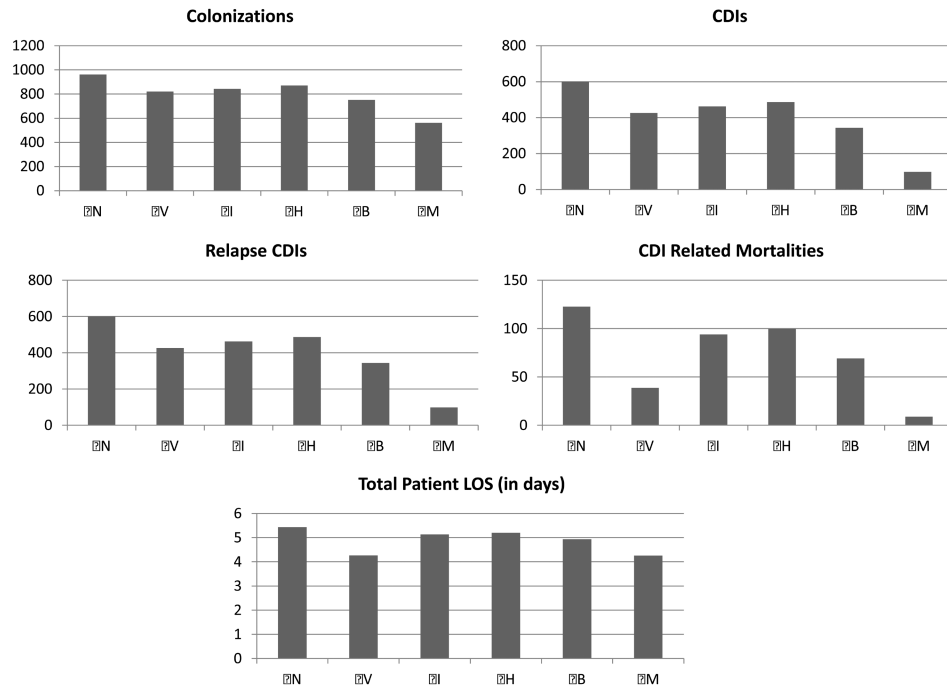 Colonizations
1200
1000
800
600
400
200
0
⍰N ⍰V ⍰I ⍰H ⍰B ⍰M
CDIs
800
600
400
200
0
⍰N ⍰V ⍰I ⍰H ⍰B ⍰M
Relapse CDIs
800
600
400
200
0
⍰N ⍰V ⍰I ⍰H ⍰B ⍰M
CDI Related Mortalities
150
100
50
0
⍰N ⍰V ⍰I ⍰H ⍰B ⍰M
Total Patient LOS (in days)
6
5
4
3
2
1
0
⍰N ⍰V ⍰I ⍰H ⍰B ⍰M